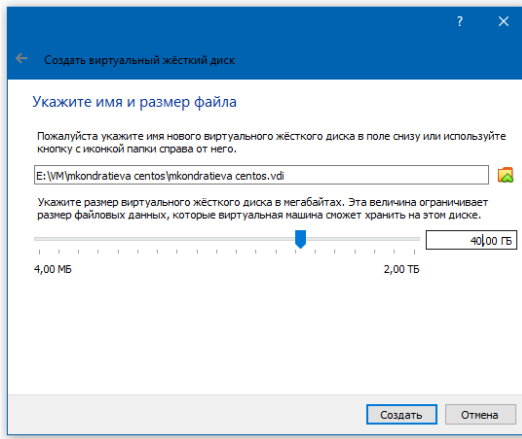 ?
Создать виртуальный жёсткий диск
Укажите имя и размер файла
Пожалуйста укажите имя нового виртуального жёсткого диска в поле снизу или используйте
кнопку с иконкой папки справа от него.
E:\VM\mkondratieva centos\mkondratieva centos.vdi
Укажите размер виртуального жёсткого диска в мегабайтах. Эта величина ограничивает
размер файловых данных, которые виртуальная машина сможет хранить на этом диске.
40,00 ГБ
4,00 МБ 2,00 ТБ
Создать Отмена